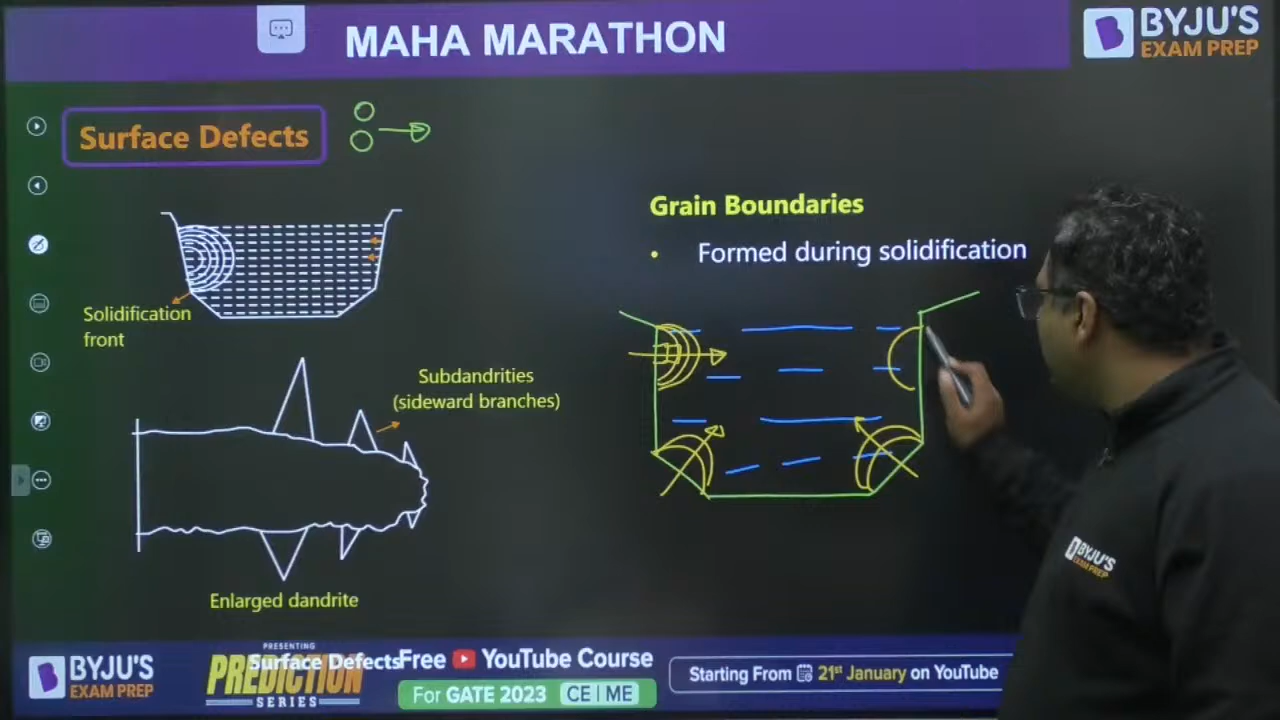 MAHA MARATHON
BYJU'S
EXAM PREP
Surface Defects
Grain Boundaries
• Formed during solidification
Solidification
front
Subdandrities
(sideward branches)
Enlarged dandrite
BYJU'S
EXAM PREP
BYJU'S
EXAM PREP
PRESENTING
PREDICTION
SERIES
Surface Defects
Free YouTube Course
For GATE 2023 CE | ME
Starting From 21st January on YouTube